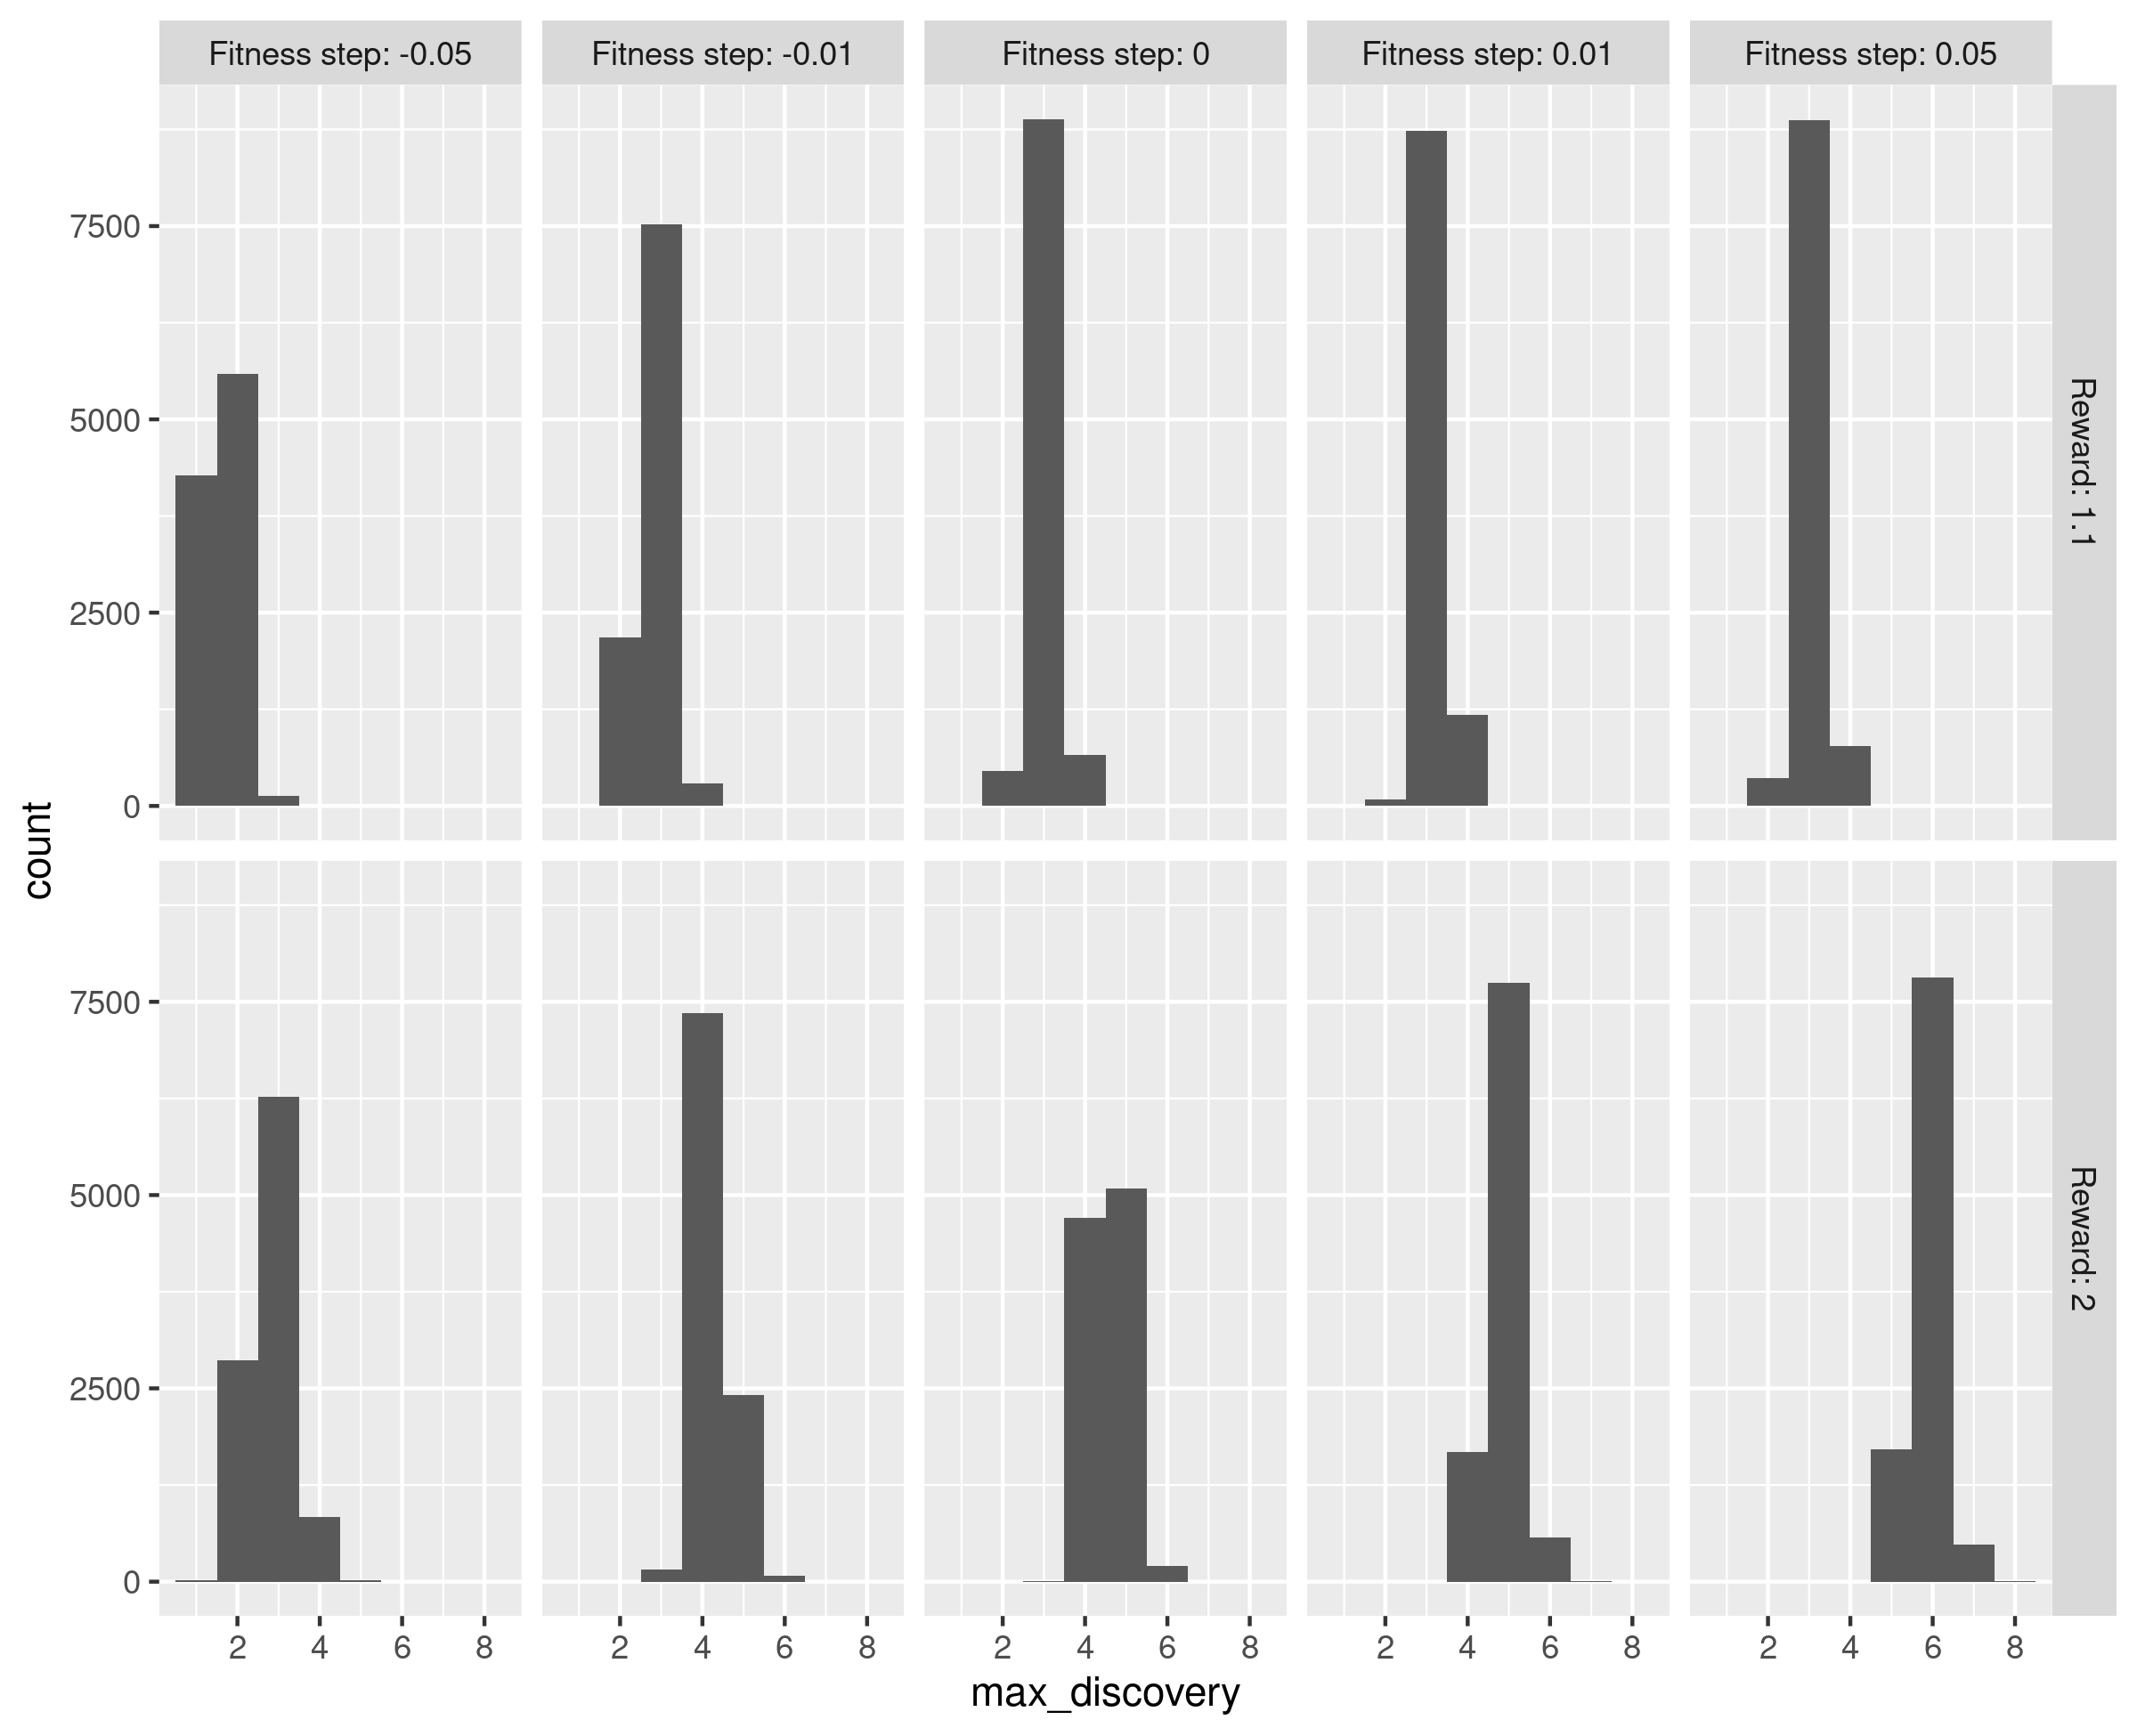 Fitness step: -0.05
Fitness step: -0.01
Fitness step: 0
Fitness step: 0.01
Fitness step: 0.05
7500
5000
2500
0
Reward: 1.1
count
7500
5000
2500
0
Reward: 2
2 4 6 8
2 4 6 8
2 4 6 8
2 4 6 8
2 4 6 8
max_discovery